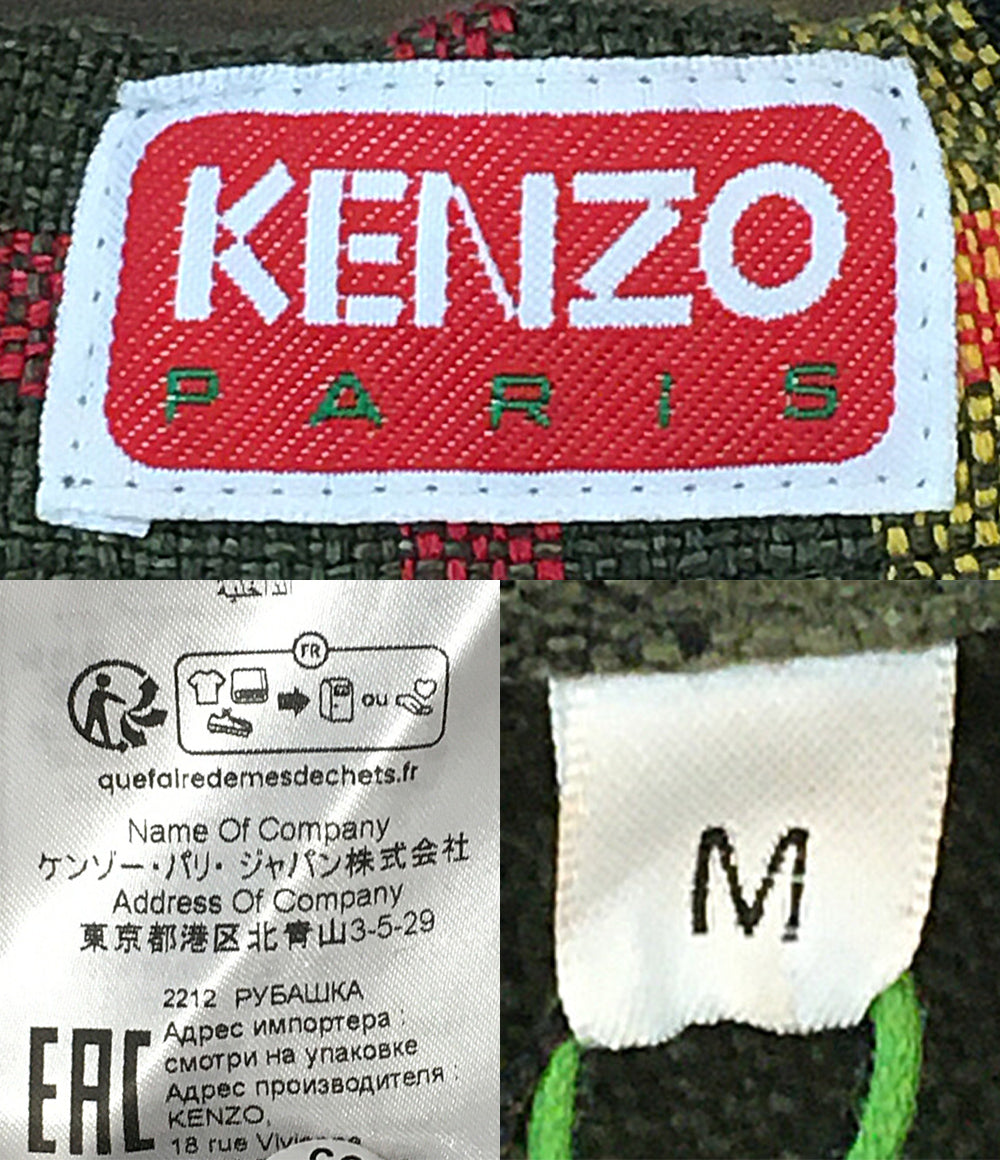 KENZO
PARIS
FR
ou
quefairedemesdechets.fr
Name Of Company
ケンゾー・パリ・ジャパン株式会社
Address Of Company
東京都港区北青山3-5-29
2212 РУБАШКА
Адрес импортера :
смотри на упаковке
Адрес производителя :
KENZO,
18 rue
EAC
M